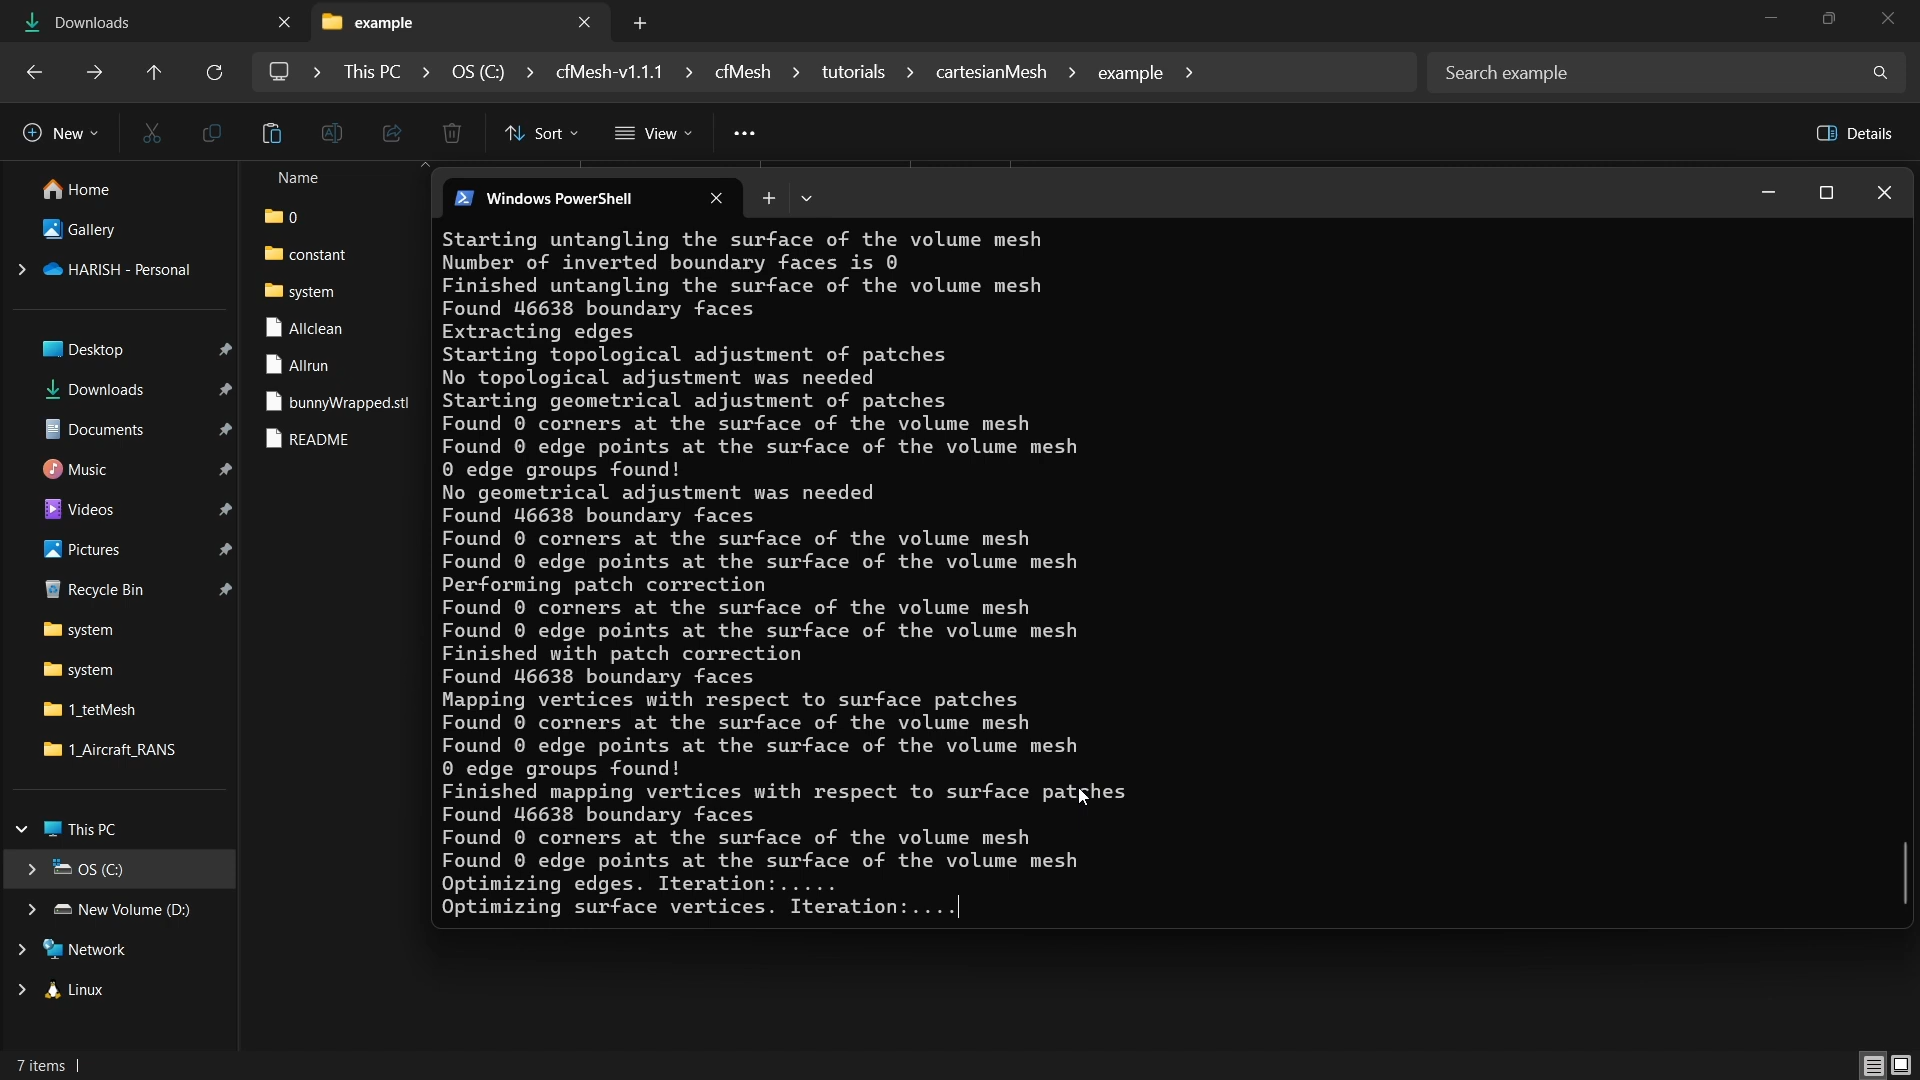 Downloads
example
This PC
OS (C:)
cfMesh-v1.1.1
cfMesh
tutorials
cartesianMesh
example
Search example
New
Sort
View
Details
Home
Gallery
HARISH - Personal
Desktop
Downloads
Documents
Music
Videos
Pictures
Recycle Bin
system
system
1_tetMesh
1_Aircraft_RANS
This PC
OS (C:)
New Volume (D:)
Network
Linux
Name
0
constant
system
Allclean
Allrun
bunnyWrapped.stl
README
Windows PowerShell
Starting untangling the surface of the volume mesh
Number of inverted boundary faces is 0
Finished untangling the surface of the volume mesh
Found 46638 boundary faces
Extracting edges
Starting topological adjustment of patches
No topological adjustment was needed
Starting geometrical adjustment of patches
Found 0 corners at the surface of the volume mesh
Found 0 edge points at the surface of the volume mesh
0 edge groups found!
No geometrical adjustment was needed
Found 46638 boundary faces
Found 0 corners at the surface of the volume mesh
Found 0 edge points at the surface of the volume mesh
Performing patch correction
Found 0 corners at the surface of the volume mesh
Found 0 edge points at the surface of the volume mesh
Finished with patch correction
Found 46638 boundary faces
Mapping vertices with respect to surface patches
Found 0 corners at the surface of the volume mesh
Found 0 edge points at the surface of the volume mesh
0 edge groups found!
Finished mapping vertices with respect to surface patches
Found 46638 boundary faces
Found 0 corners at the surface of the volume mesh
Found 0 edge points at the surface of the volume mesh
Optimizing edges. Iteration:.....
Optimizing surface vertices. Iteration:....
7 items